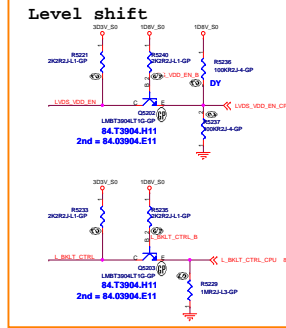 Level shift
3D3V_S0
1D8V_S0
1D8V_S0
R5221
2K2R2J-L1-GP
R5240
2K2R2J-L1-GP
R5236
100KR2J-4-GP
DY
L_VDD_EN_B
LVDS_VDD_EN
C
B
E
LVDS_VDD_EN_CP
Q5202
LMBT3904LT1G-GP
84.T3904.H11
2nd = 84.03904.E11
R5237
100KR2J-4-GP
3D3V_S0
1D8V_S0
R5233
2K2R2J-L1-GP
R5235
2K2R2J-L1-GP
L_BKLT_CTRL_B
L_BKLT_CTRL
C
B
E
L_BKLT_CTRL_CPU
Q5203
LMBT3904LT1G-GP
84.T3904.H11
2nd = 84.03904.E11
R5229
1MR2J-L3-GP